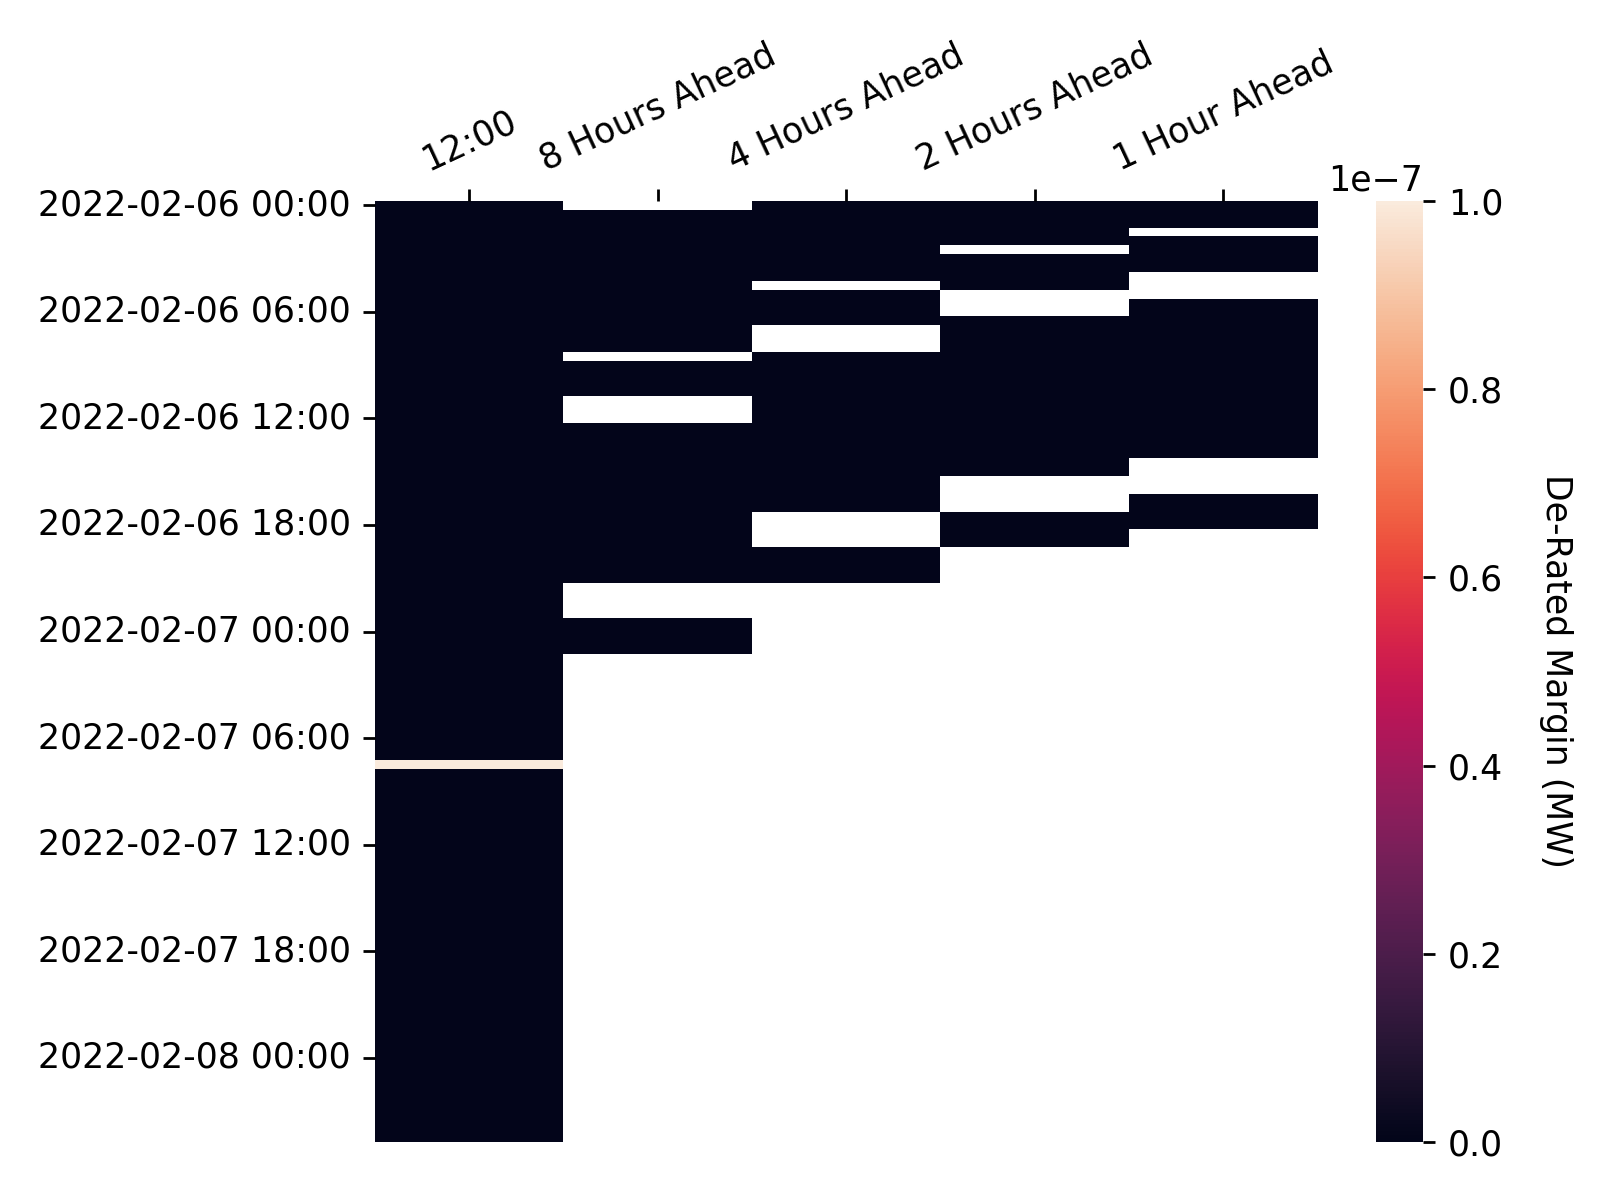 12:00
8 Hours Ahead
4 Hours Ahead
2 Hours Ahead
1 Hour Ahead
1e−7
2022-02-06 00:00
2022-02-06 06:00
2022-02-06 12:00
2022-02-06 18:00
2022-02-07 00:00
2022-02-07 06:00
2022-02-07 12:00
2022-02-07 18:00
2022-02-08 00:00
1.0
0.8
0.6
0.4
0.2
0.0
De-Rated Margin (MW)